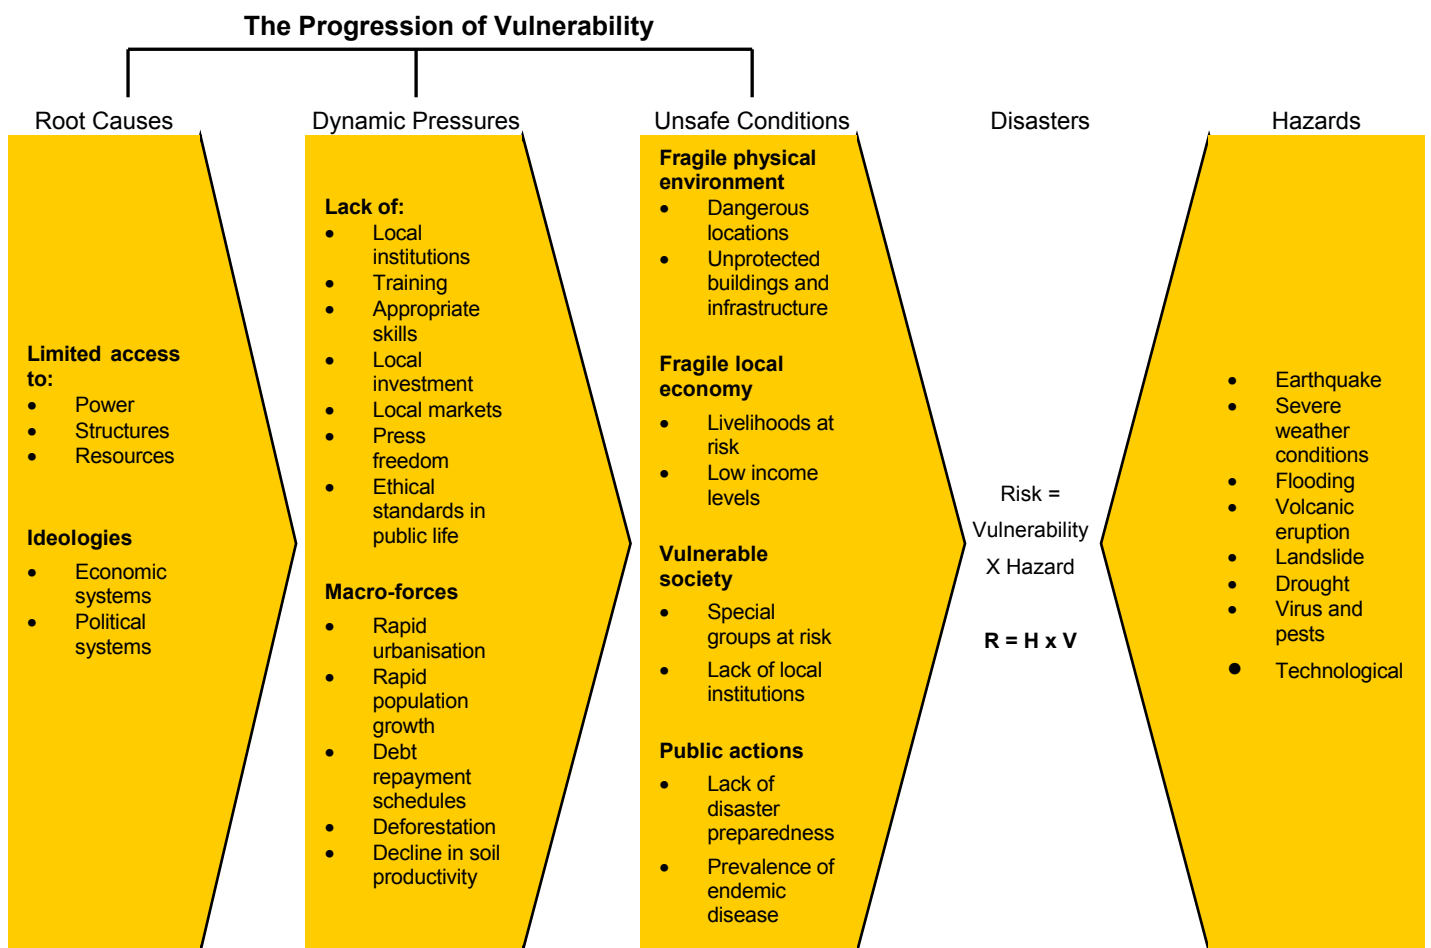 The Progression of Vulnerability
Root Causes
Dynamic Pressures
Unsafe Conditions
Disasters
Hazards
Limited access
to:
• Power
• Structures
• Resources
Ideologies
• Economic
systems
• Political
systems
Lack of:
• Local
institutions
• Training
• Appropriate
skills
• Local
investment
• Local markets
• Press
freedom
• Ethical
standards in
public life
Macro-forces
• Rapid
urbanisation
• Rapid
population
growth
• Debt
repayment
schedules
• Deforestation
• Decline in soil
productivity
Fragile physical
environment
• Dangerous
locations
• Unprotected
buildings and
infrastructure
Fragile local
economy
• Livelihoods at
risk
• Low income
levels
Vulnerable
society
• Special
groups at risk
• Lack of local
institutions
Public actions
• Lack of
disaster
preparedness
• Prevalence of
endemic
disease
Risk =
Vulnerability
X Hazard
R = H x V
• Earthquake
• Severe
weather
conditions
• Flooding
• Volcanic
eruption
• Landslide
• Drought
• Virus and
pests
• Technological